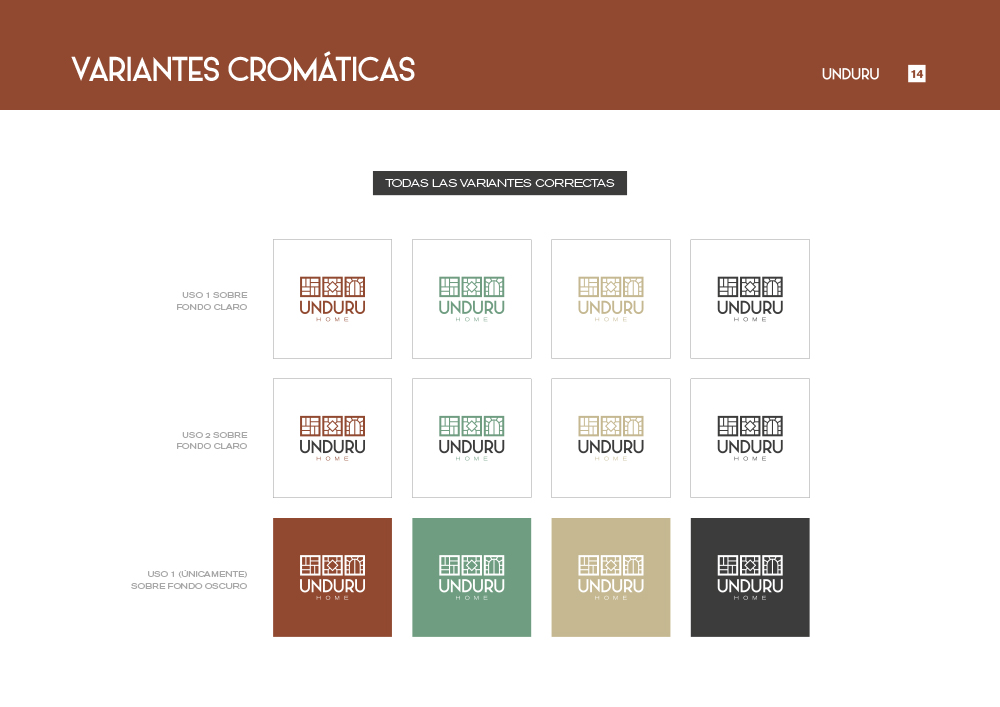 VARIANTES CROMÁTICAS
UNDURU 14
TODAS LAS VARIANTES CORRECTAS
USO 1 SOBRE
FONDO CLARO
UNDURU
HOME
UNDURU
HOME
UNDURU
HOME
UNDURU
HOME
USO 2 SOBRE
FONDO CLARO
UNDURU
HOME
UNDURU
HOME
UNDURU
HOME
UNDURU
HOME
USO 1 (ÚNICAMENTE)
SOBRE FONDO OSCURO
UNDURU
HOME
UNDURU
HOME
UNDURU
HOME
UNDURU
HOME